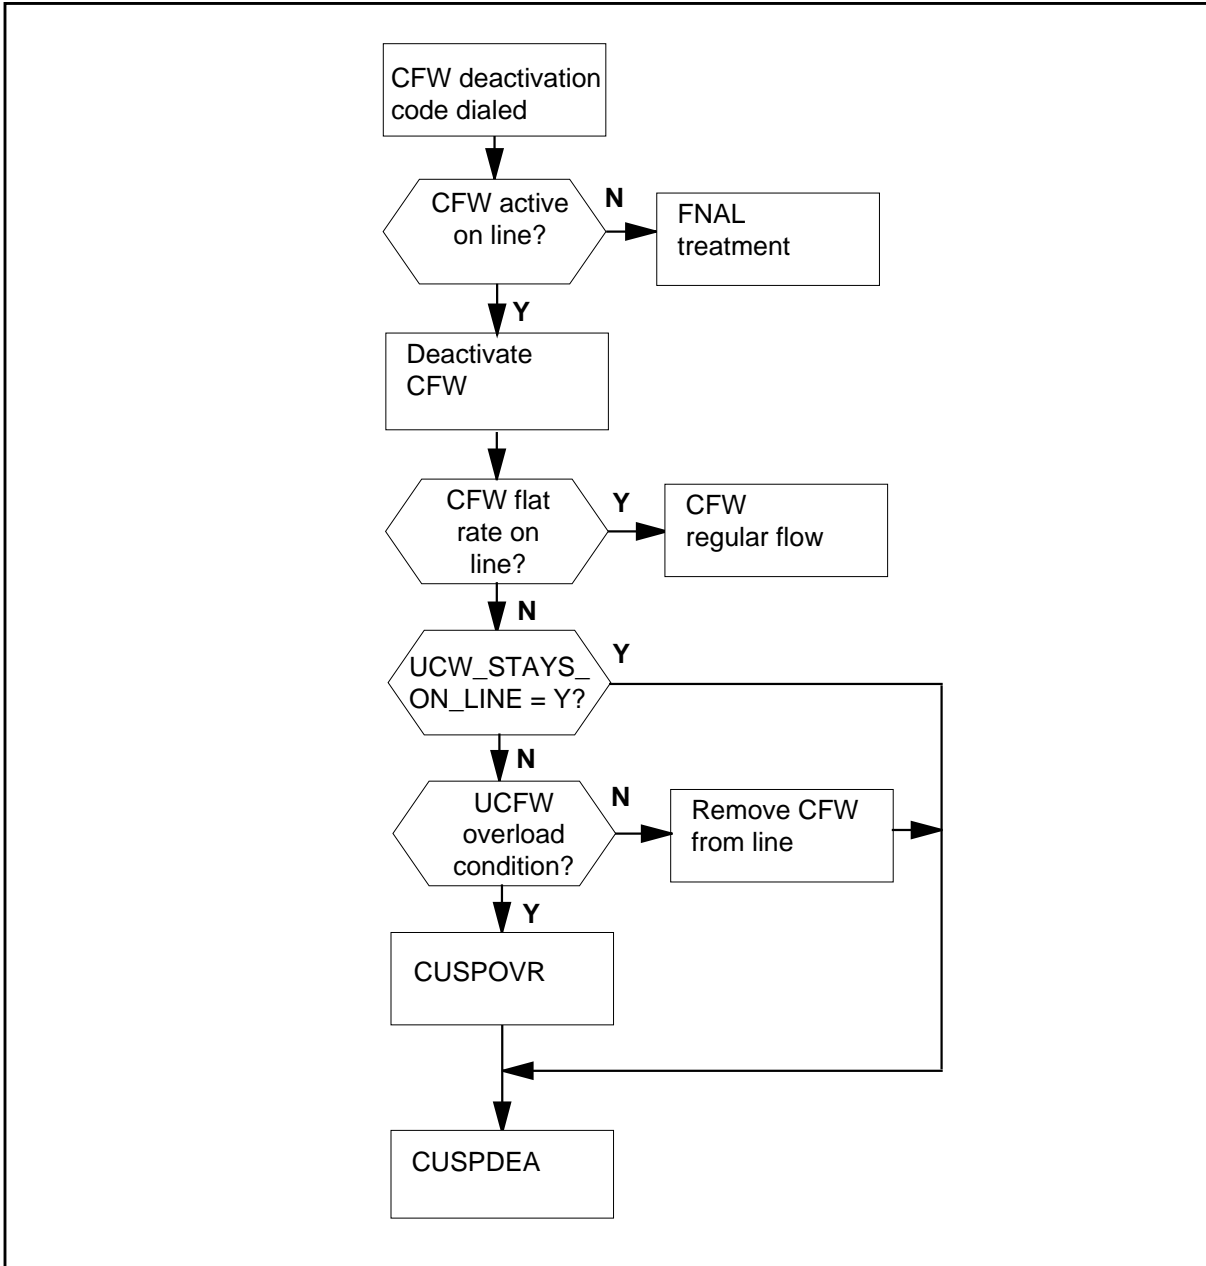 CFW deactivation
code dialed
CFW active
on line?
N
FNAL
treatment
Y
Deactivate
CFW
CFW flat
rate on
line?
Y
CFW
regular flow
N
UCW_STAYS_
ON_LINE = Y?
Y
N
UCFW
overload
condition?
N
Remove CFW
from line
Y
CUSPOVR
CUSPDEA